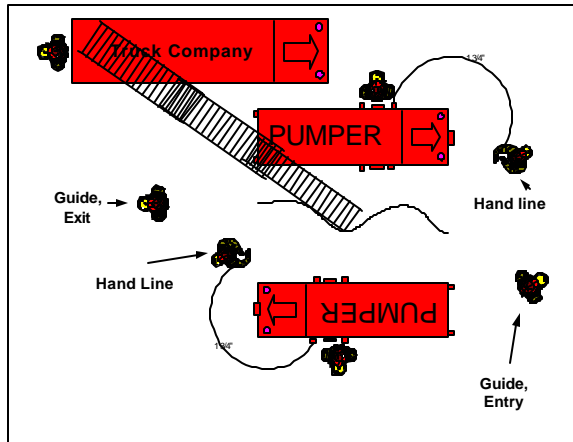 Truck Company
1 3/4"
PUMPER
Guide,
Exit
Hand line
Hand Line
PUMPER
1 3/4"
Guide,
Entry